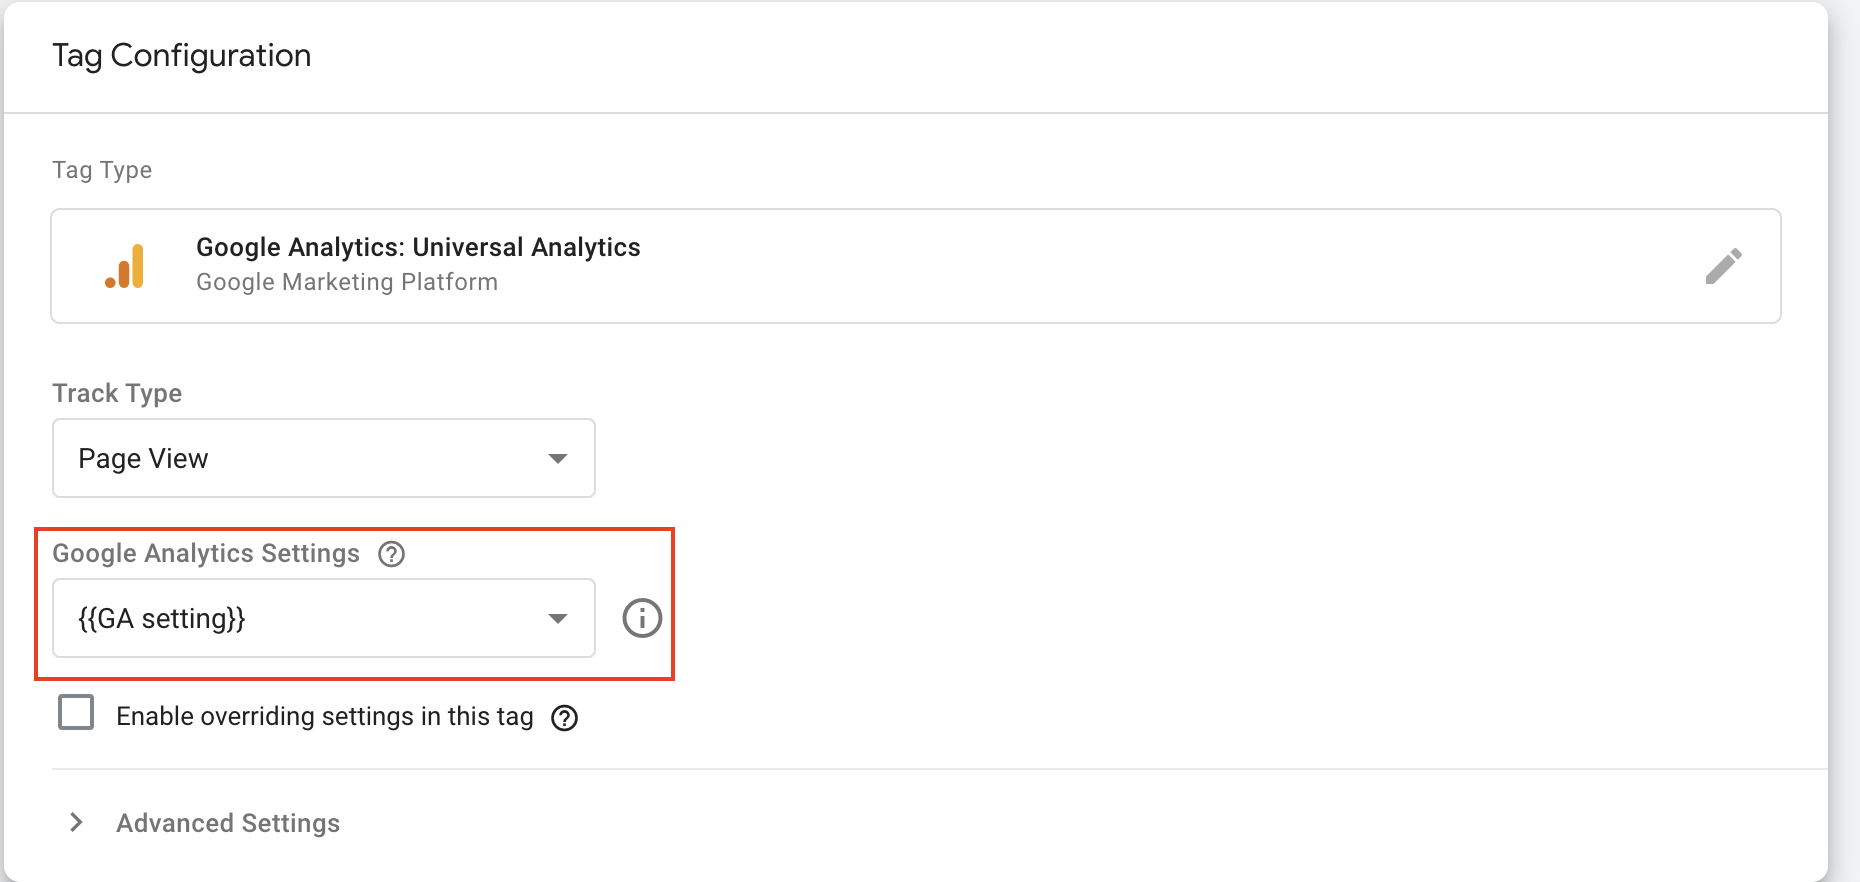 Tag Configuration
Tag Type
Google Analytics: Universal Analytics
Google Marketing Platform
Track Type
Page View
Google Analytics Settings
{{GA setting}}
Enable overriding settings in this tag
Advanced Settings